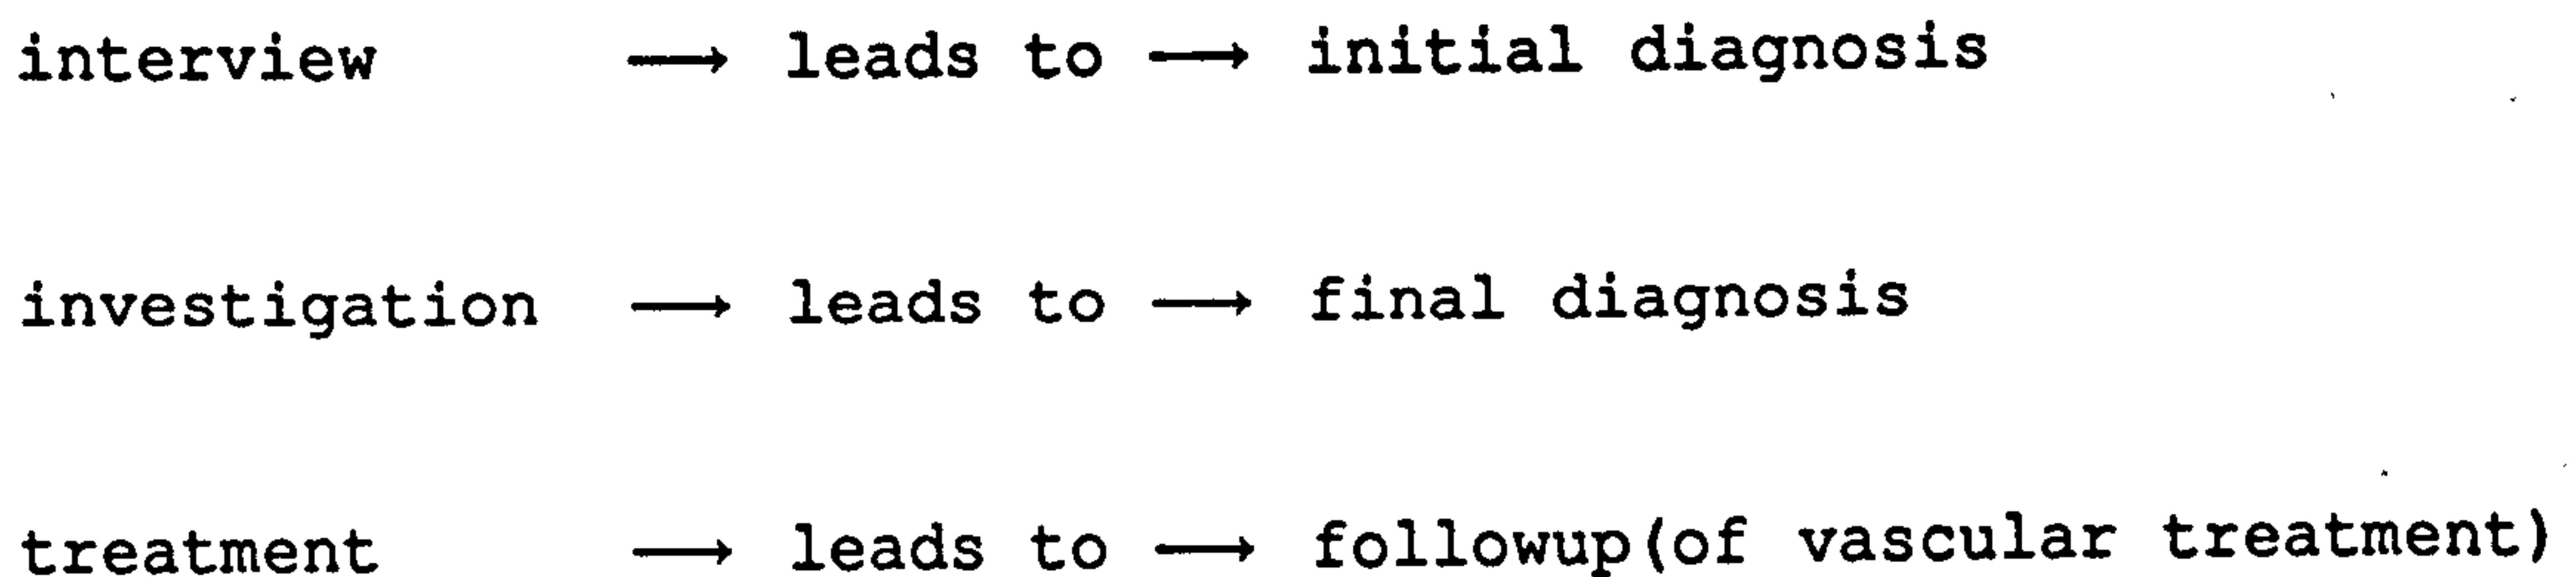 interview → leads to → initial diagnosis
investigation → leads to → final diagnosis
treatment → leads to → followup(of vascular treatment)